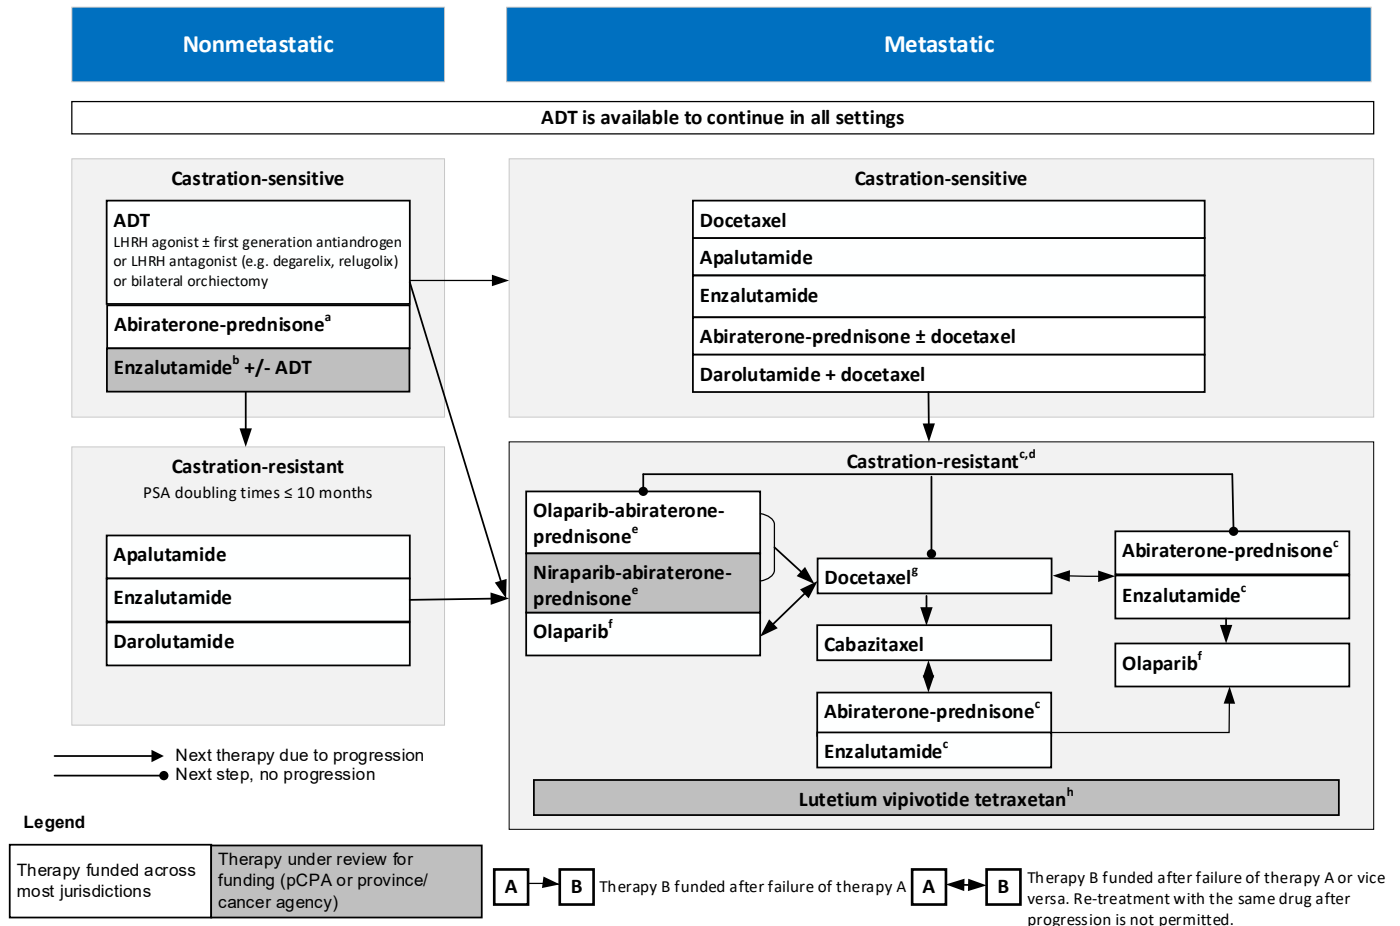 Nonmetastatic
Metastatic
ADT is available to continue in all settings
Castration-sensitive
ADT
LHRH agonist ± first generation antiandrogen
or LHRH antagonist (e.g. degarelix, relugolix)
or bilateral orchiectomy
Abiraterone-prednisoneᵃ
Enzalutamideᵇ +/- ADT
Castration-sensitive
Docetaxel
Apalutamide
Enzalutamide
Abiraterone-prednisone ± docetaxel
Darolutamide + docetaxel
Castration-resistant
PSA doubling times ≤ 10 months
Apalutamide
Enzalutamide
Darolutamide
Castration-resistantᶜ,ᵈ
Olaparib-abiraterone-
prednisoneᵉ
Niraparib-abiraterone-
prednisoneᵉ
Olaparibᶠ
Docetaxelᵍ
Cabazitaxel
Abiraterone-prednisoneᶜ
Enzalutamideᶜ
Abiraterone-prednisoneᶜ
Enzalutamideᶜ
Olaparibᶠ
Lutetium vipivotide tetraxetanʰ
Next therapy due to progression
Next step, no progression
Legend
Therapy funded across
most jurisdictions
Therapy under review for
funding (pCPA or province/
cancer agency)
A
B
Therapy B funded after failure of therapy A
A
B
Therapy B funded after failure of therapy A or vice
versa. Re-treatment with the same drug after
progression is not permitted.